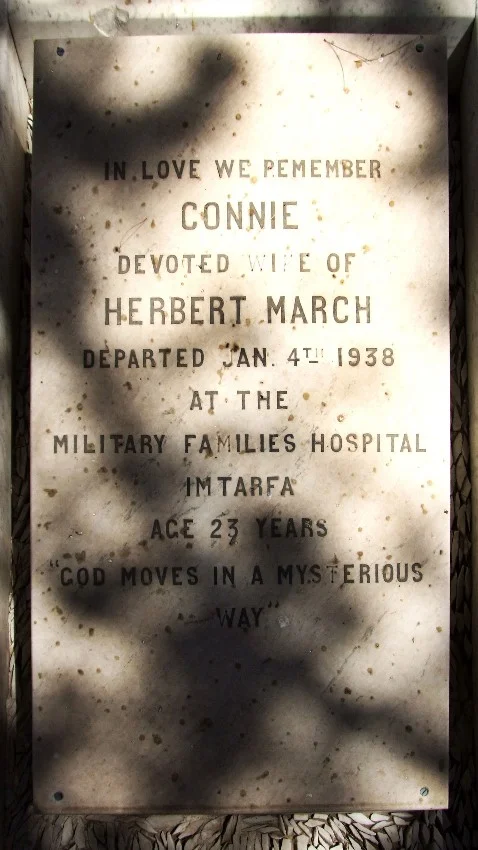 IN LOVE WE REMEMBER
CONNIE
DEVOTED WIFE OF
HERBERT MARCH
DEPARTED JAN. 4TH 1938
AT THE
MILITARY FAMILIES HOSPITAL
IMTARFA
AGE 23 YEARS
"GOD MOVES IN A MYSTERIOUS
WAY"